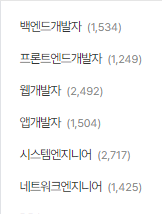 백엔드개발자 (1,534)
프론트엔드개발자 (1,249)
웹개발자 (2,492)
앱개발자 (1,504)
시스템엔지니어 (2,717)
네트워크엔지니어 (1,425)